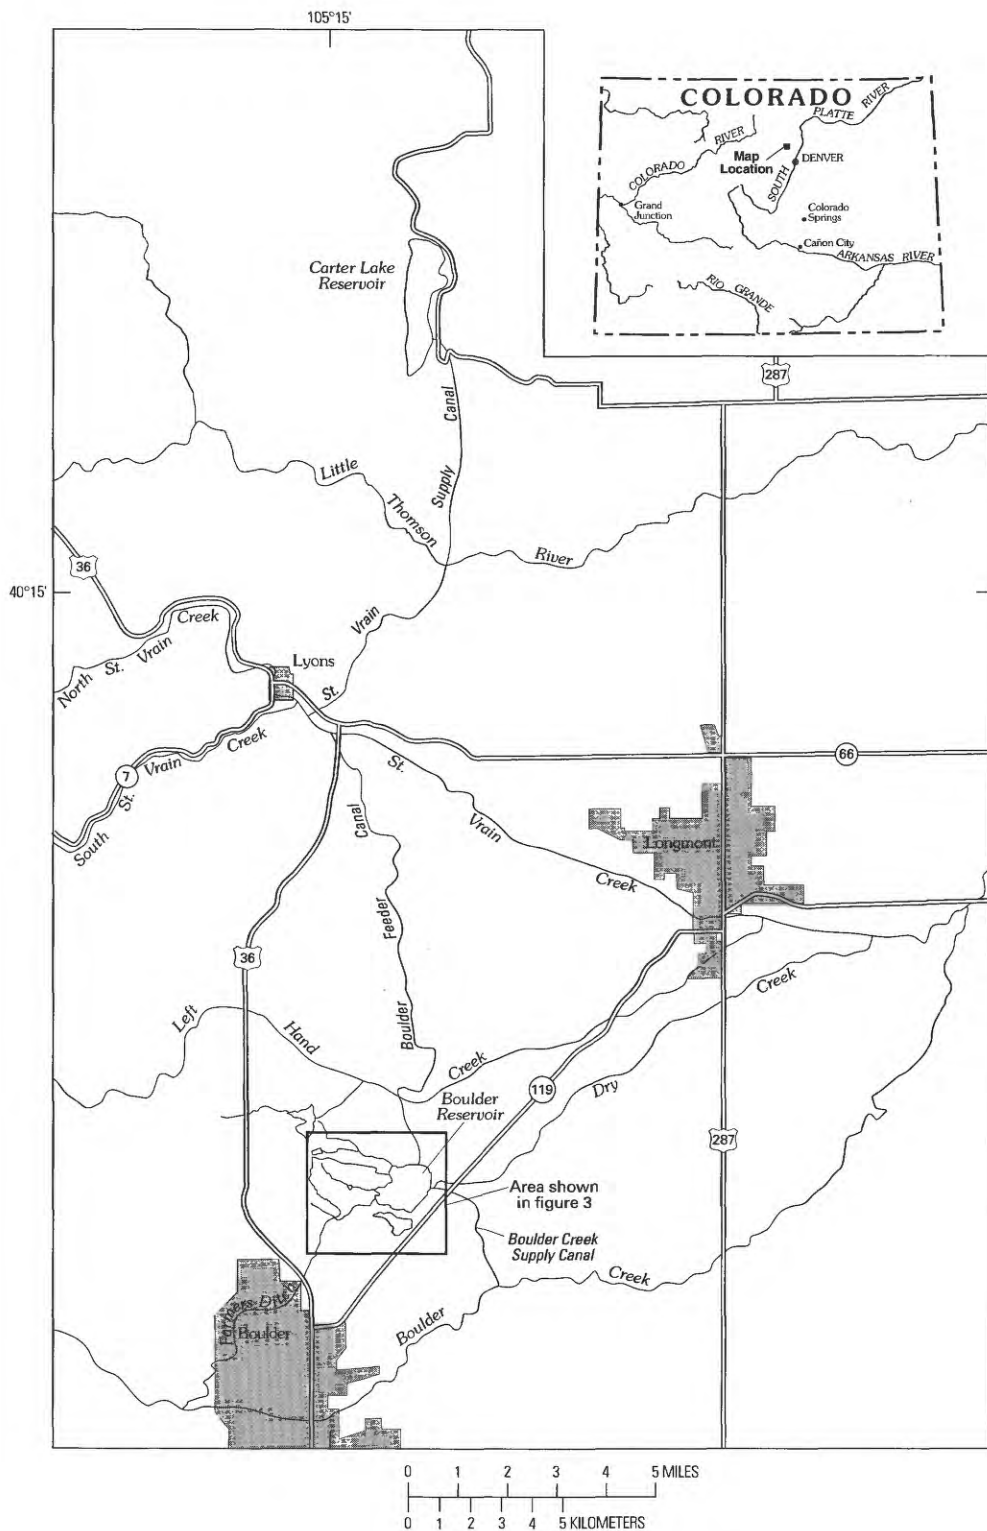 105°15'
COLORADO
PLATTE
RIVER
COLORADO
RIVER
Map
Location
SOUTH
DENVER
Grand
Junction
Colorado
Springs
Cañon City
ARKANSAS RIVER
RIO GRANDE
Carter Lake
Reservoir
287
Canal
Supply
Little
Thomson
River
36
40°15'
Vrain
Creek
Vrain
St.
North
Lyons
St.
Creek
Vrain
7
St.
South
St.
66
Canal
Vrain
Longmont
Creek
Feeder
36
Left
Hand
Boulder
Creek
Creek
119
Dry
Boulder
Reservoir
287
Area shown
in figure 3
Boulder Creek
Supply Canal
Creek
Farmers Ditch
Boulder
Boulder
0 1 2 3 4 5 MILES
0 1 2 3 4 5 KILOMETERS